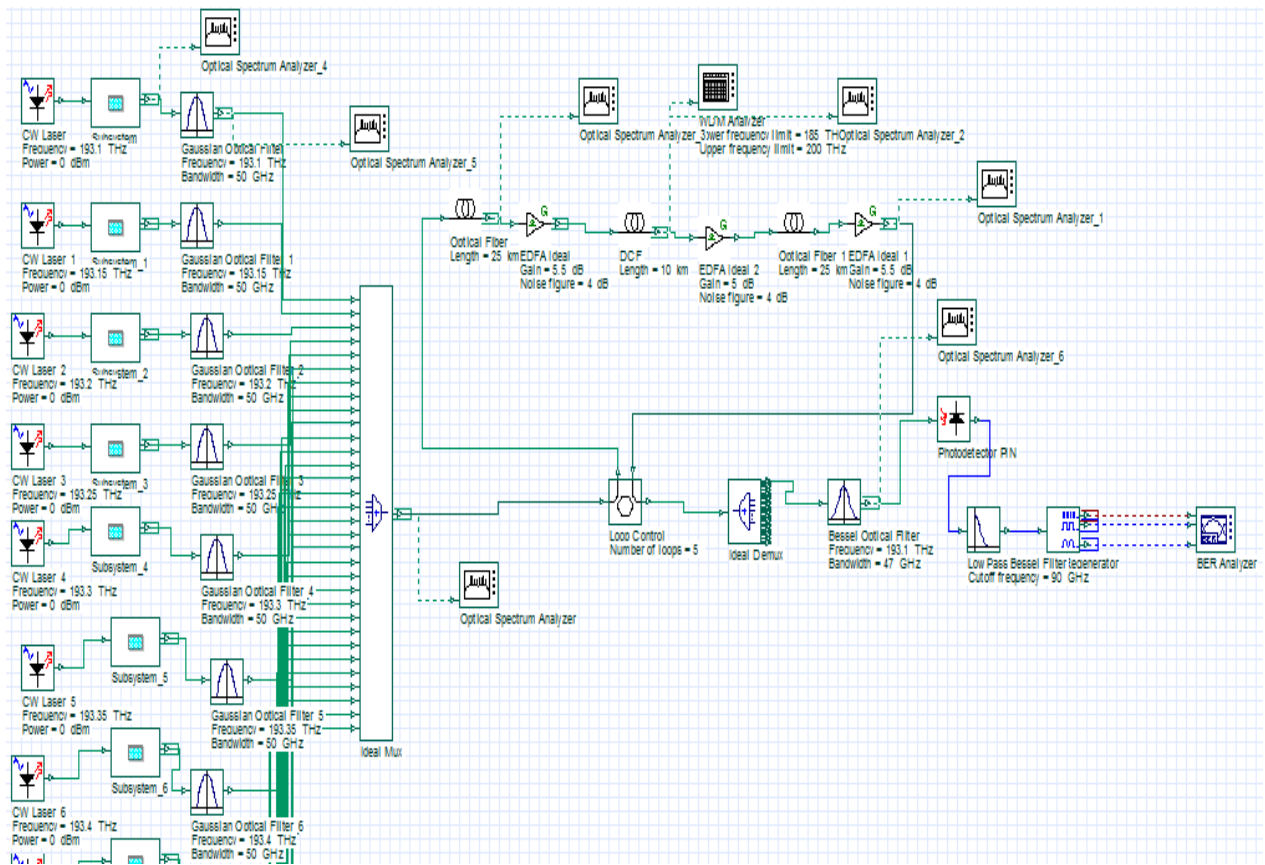 Optical Spectrum Analyzer_4
CW Laser
Frequency = 193.1 THz
Power = 0 dBm
Subsystem
Gaussian Optical Filter
Frequency = 193.1 THz
Bandwidth = 50 GHz
Optical Spectrum Analyzer_5
Optical Spectrum Analyzer_3
WDM Analyzer
Lower frequency limit = 185 TH
Upper frequency limit = 200 THz
Optical Spectrum Analyzer_2
Optical Spectrum Analyzer_1
CW Laser 1
Frequency = 193.15 THz
Power = 0 dBm
Subsystem_1
Gaussian Optical Filter 1
Frequency = 193.15 THz
Bandwidth = 50 GHz
Optical Fiber
Length = 25 km
G
EDFA Ideal
Gain = 5.5 dB
Noise figure = 4 dB
DCF
Length = 10 km
G
EDFA Ideal 2
Gain = 5 dB
Noise figure = 4 dB
Optical Fiber 1
Length = 25 km
G
EDFA Ideal 1
Gain = 5.5 dB
Noise figure = 4 dB
CW Laser 2
Frequency = 193.2 THz
Power = 0 dBm
Subsystem_2
Gaussian Optical Filter_2
Frequency = 193.2 THz
Bandwidth = 50 GHz
Optical Spectrum Analyzer_6
CW Laser 3
Frequency = 193.25 THz
Power = 0 dBm
Subsystem_3
Gaussian Optical Filter 3
Frequency = 193.25
Bandwidth = 50 GHz
Photodetector PIN
CW Laser 4
Frequency = 193.3 THz
Power = 0 dBm
Subsystem_4
Gaussian Optical Filter_4
Frequency = 193.3 THz
Bandwidth = 50 GHz
Loop Control
Number of loops = 5
Ideal Demux
Bessel Optical Filter
Frequency = 193.1 THz
Bandwidth = 47 GHz
Low Pass Bessel Filter
Cutoff frequency = 90 GHz
BER Analyzer
Optical Spectrum Analyzer
CW Laser 5
Frequency = 193.35 THz
Power = 0 dBm
Subsystem_5
Gaussian Optical Filter_5
Frequency = 193.35 THz
Bandwidth = 50 GHz
Ideal Mux
CW Laser 6
Frequency = 193.4 THz
Power = 0 dBm
Subsystem_6
Gaussian Optical Filter_6
Frequency = 193.4 THz
Bandwidth = 50 GHz